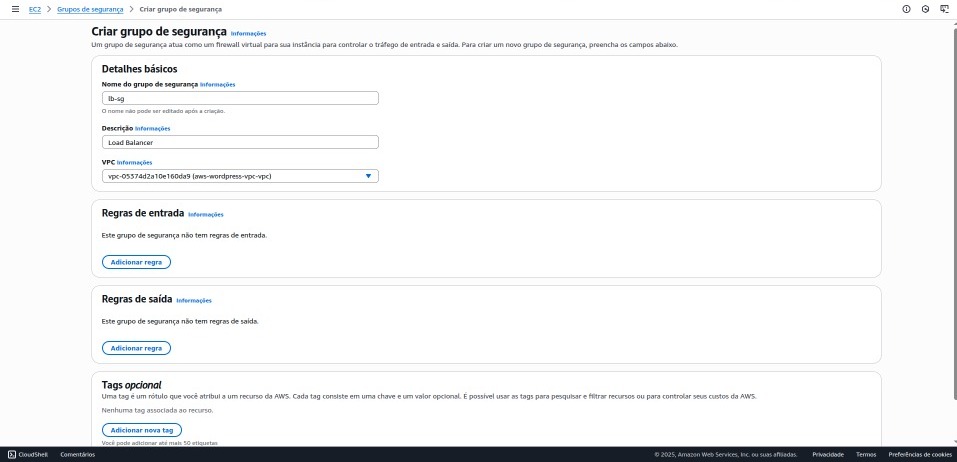 EC2 > Grupos de segurança > Criar grupo de segurança
Criar grupo de segurança Informações
Um grupo de segurança atua como um firewall virtual para sua instância para controlar o tráfego de entrada e saída. Para criar um novo grupo de segurança, preencha os campos abaixo.
Detalhes básicos
Nome do grupo de segurança Informações
lb-sg
O nome não pode ser editado após a criação.
Descrição Informações
Load Balancer
VPC Informações
vpc-05374d2a10e160da9 (aws-wordpress-vpc-vpc)
Regras de entrada Informações
Este grupo de segurança não tem regras de entrada.
Adicionar regra
Regras de saída Informações
Este grupo de segurança não tem regras de saída.
Adicionar regra
Tags opcional
Uma tag é um rótulo que você atribui a um recurso da AWS. Cada tag consiste em uma chave e um valor opcional. É possível usar as tags para pesquisar e filtrar recursos ou para controlar seus custos da AWS.
Nenhuma tag associada ao recurso.
Adicionar nova tag
Você pode adicionar até mais 50 etiquetas
CloudShell Comentários © 2025, Amazon Web Services, Inc. ou suas afiliadas. Privacidade Termos Preferências de cookies